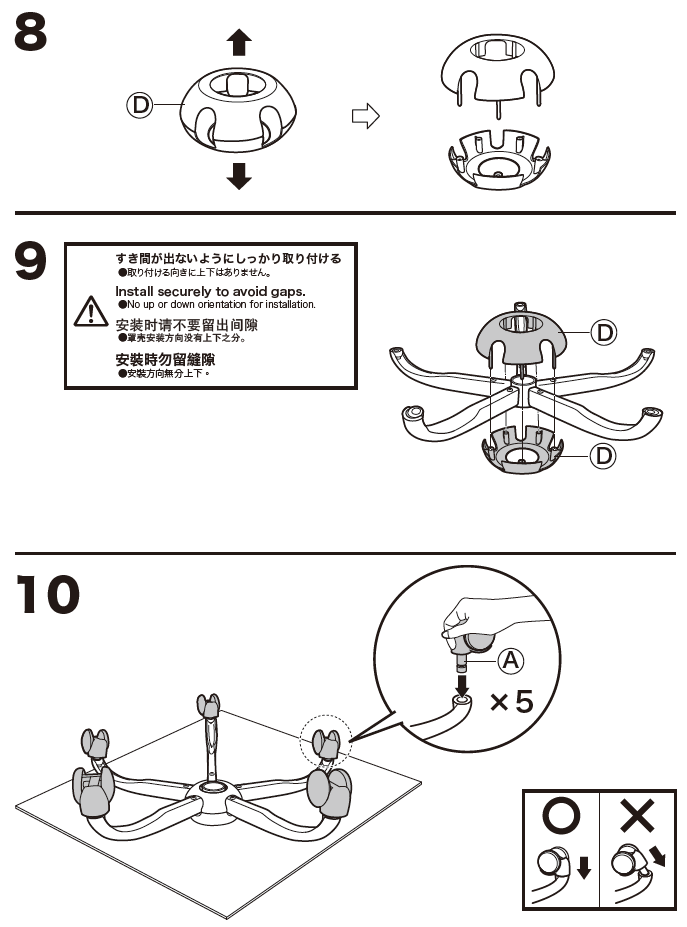 8
D
9
すき間が出ないようにしっかり取り付ける
●取り付ける向きに上下はありません。
Install securely to avoid gaps.
●No up or down orientation for installation.
安装时请不要留出间隙
●罩壳安装方向没有上下之分。
安裝時勿留縫隙
●安裝方向無分上下。
D
D
10
A
×5